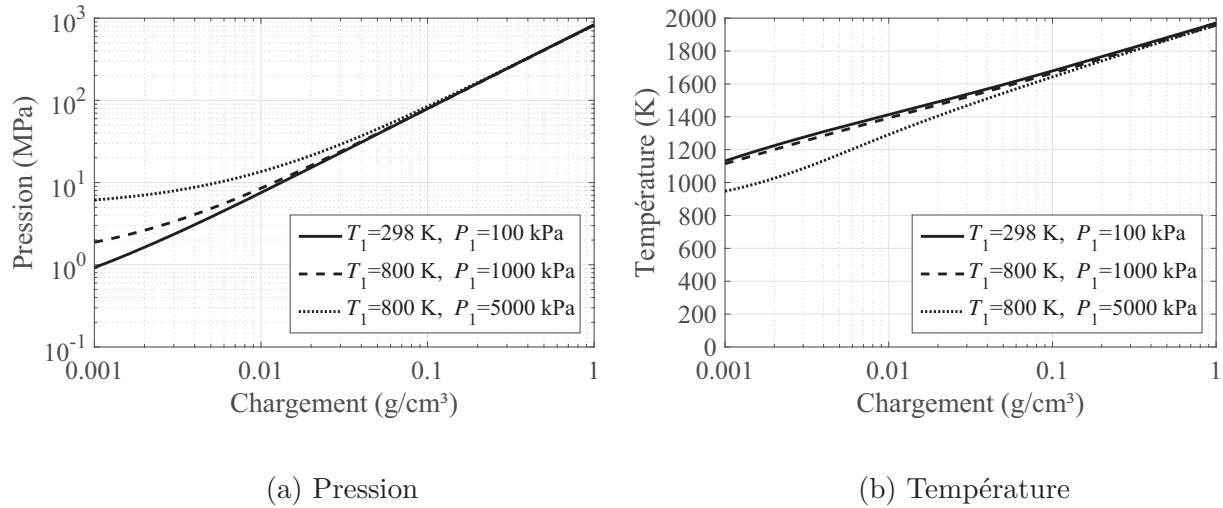 10³
10²
10¹
10⁰
10⁻¹
Pression (MPa)
0.001
0.01
0.1
1
Chargement (g/cm³)
T₁=298 K, P₁=100 kPa
T₁=800 K, P₁=1000 kPa
T₁=800 K, P₁=5000 kPa
(a) Pression
2000
1800
1600
1400
1200
1000
800
600
400
200
0
Température (K)
0.001
0.01
0.1
1
Chargement (g/cm³)
T₁=298 K, P₁=100 kPa
T₁=800 K, P₁=1000 kPa
T₁=800 K, P₁=5000 kPa
(b) Température